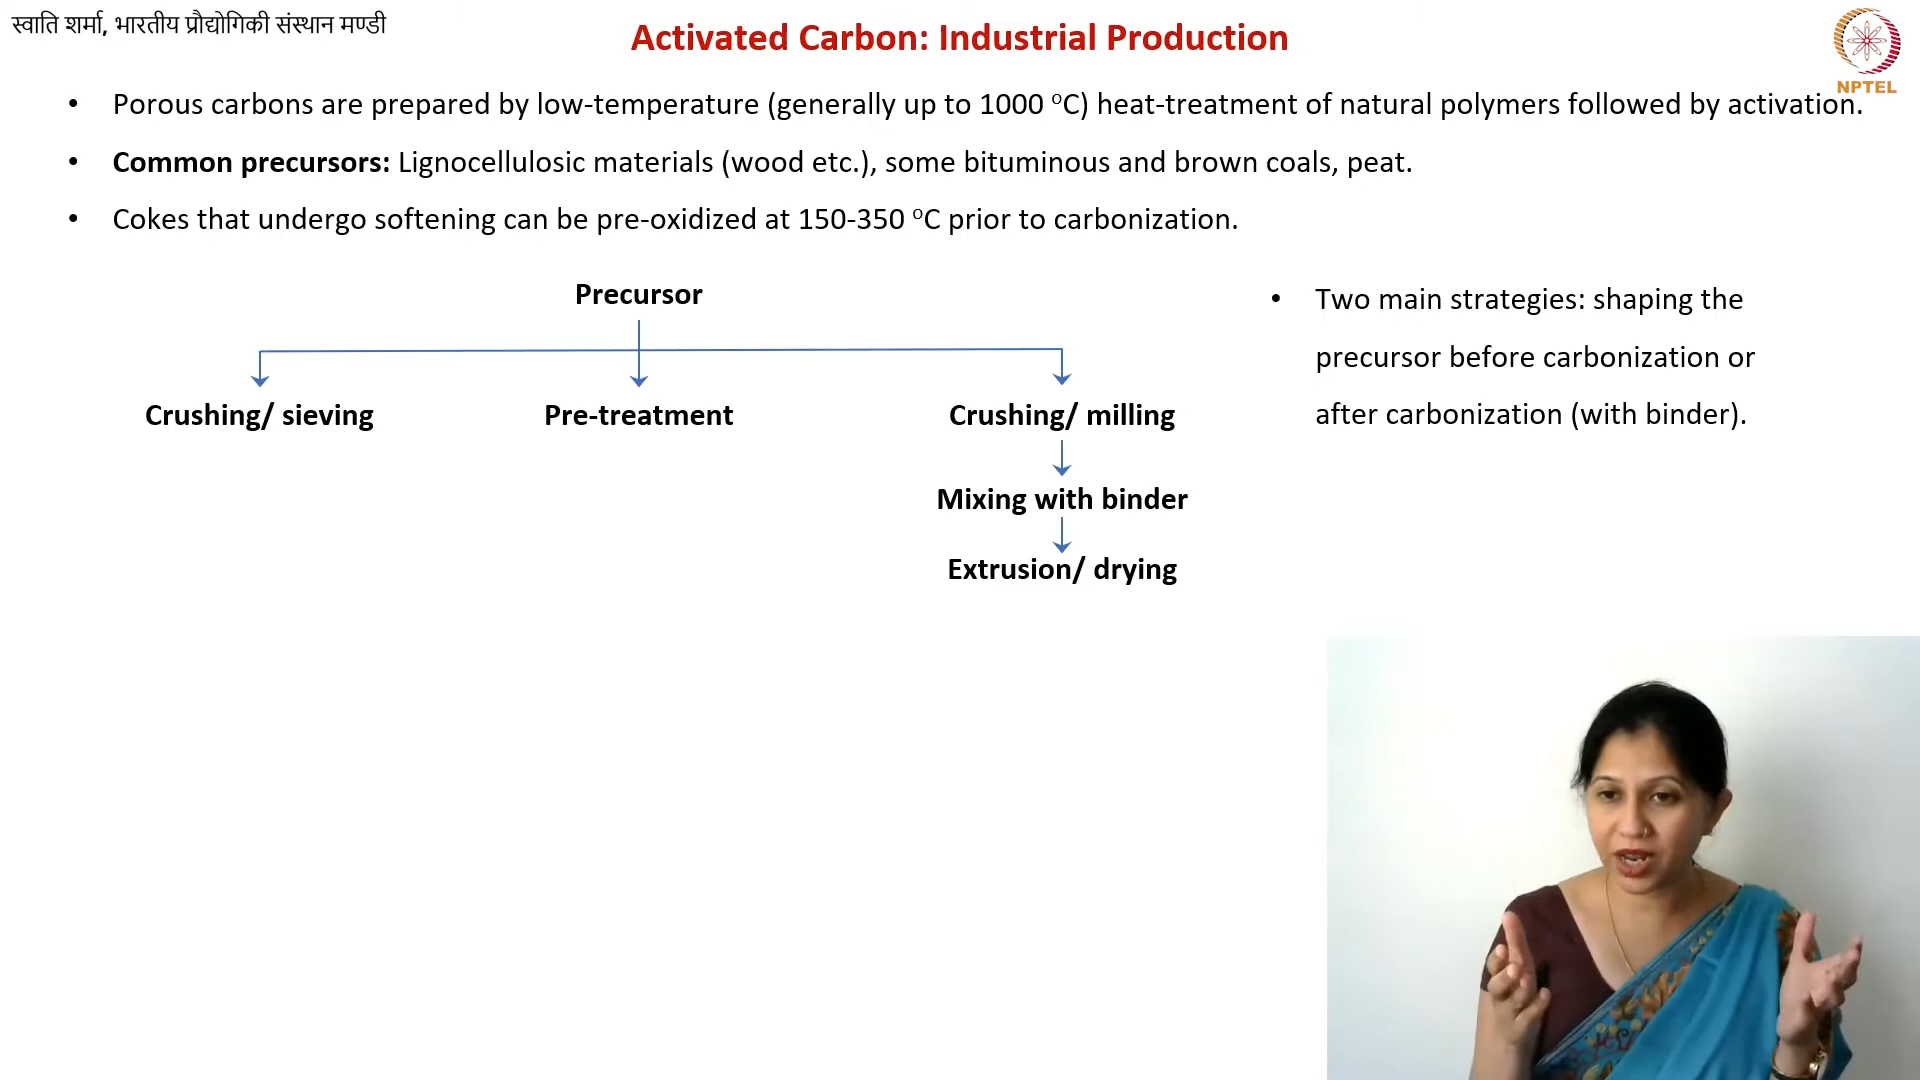 स्वाति शर्मा, भारतीय प्रौद्योगिकी संस्थान मण्डी
Activated Carbon: Industrial Production
NPTEL
• Porous carbons are prepared by low-temperature (generally up to 1000 ᵒC) heat-treatment of natural polymers followed by activation.
• Common precursors: Lignocellulosic materials (wood etc.), some bituminous and brown coals, peat.
• Cokes that undergo softening can be pre-oxidized at 150-350 ᵒC prior to carbonization.
Precursor
Crushing/ sieving
Pre-treatment
Crushing/ milling
Mixing with binder
Extrusion/ drying
• Two main strategies: shaping the
precursor before carbonization or
after carbonization (with binder).